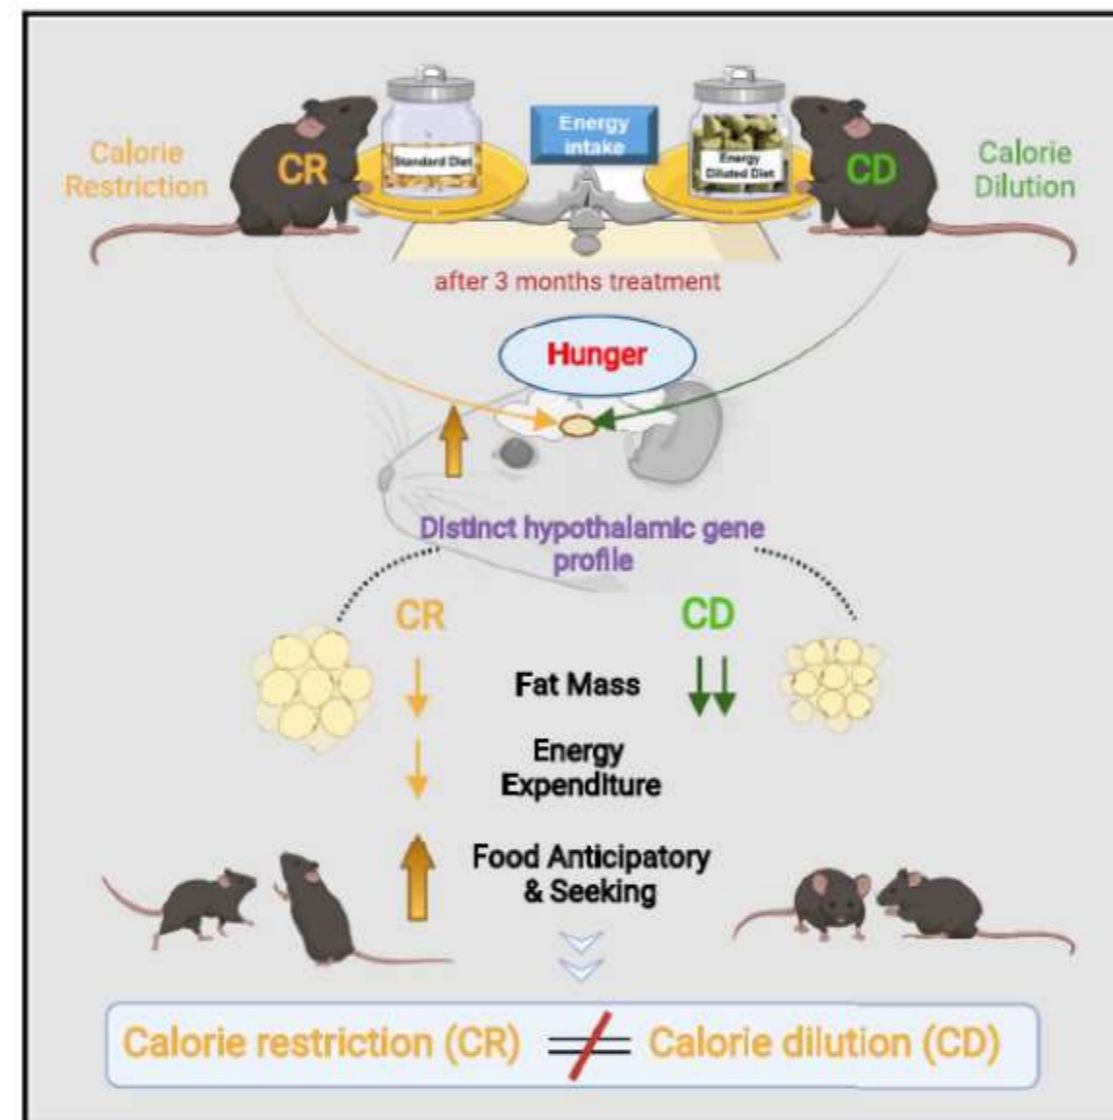 Calorie
Restriction
CR
Standard Diet
Energy
intake
Energy
Diluted Diet
CD
Calorie
Dilution
after 3 months treatment
Hunger
Distinct hypothalamic gene
profile
CR
CD
Fat Mass
Energy
Expenditure
Food Anticipatory
& Seeking
Calorie restriction (CR) ≠ Calorie dilution (CD)